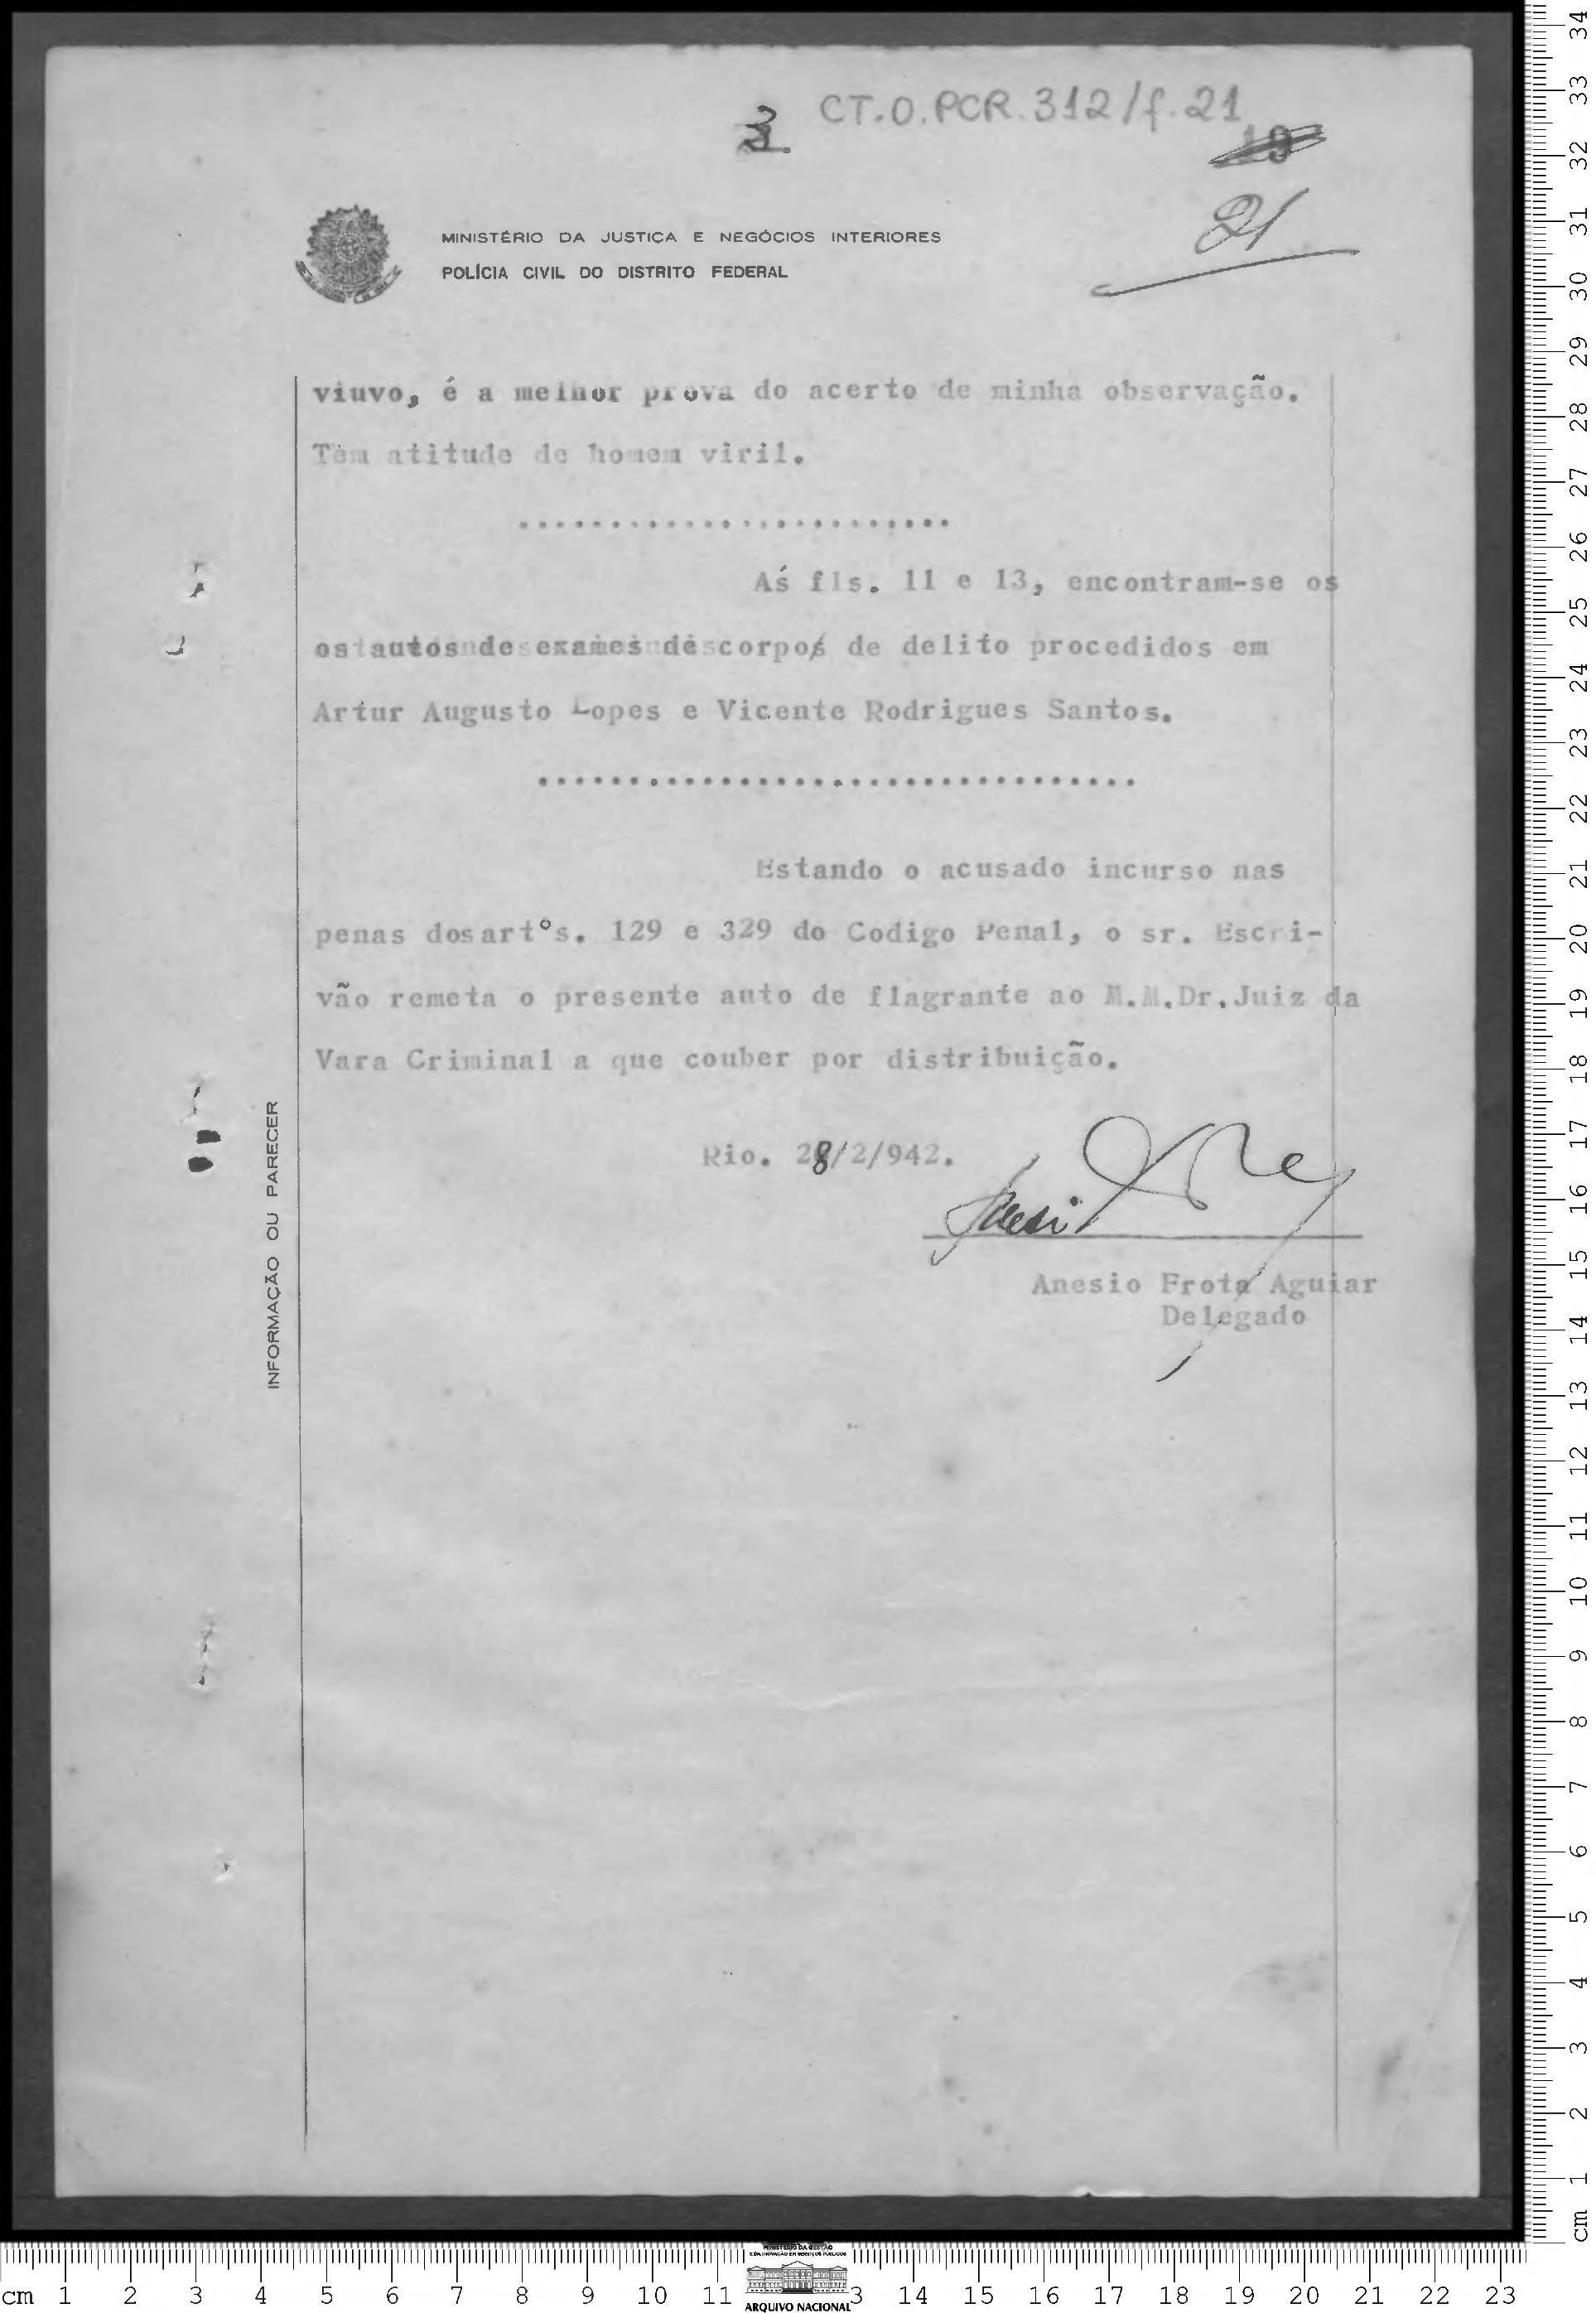 CT.O.PCR.312/f.21
3.
19
21
MINISTÉRIO DA JUSTIÇA E NEGÓCIOS INTERIORES
POLÍCIA CIVIL DO DISTRITO FEDERAL
viuvo, é a melhor prova do acerto de minha observação.
Têm atitude de homem viril.
........................
Aś fls. 11 e 13, encontram-se os
os autos de exames de corpos de delito procedidos em
Artur Augusto Lopes e Vicente Rodrigues Santos.
.................................
Estando o acusado incurso nas
penas dosartºs. 129 e 329 do Codigo Penal, o sr. Escri-
vão remeta o presente auto de flagrante ao M.M.Dr.Juiz da
Vara Criminal a que couber por distribuição.
Rio. 28/2/942.
Anesio Frota Aguiar
Delegado
INFORMAÇÃO OU PARECER
cm 1 2 3 4 5 6 7 8 9 10 11 3 14 15 16 17 18 19 20 21 22 23
ARQUIVO NACIONAL
cm 1 2 3 4 5 6 7 8 9 10 11 12 13 14 15 16 17 18 19 20 21 22 23 24 25 26 27 28 29 30 31 32 33 34